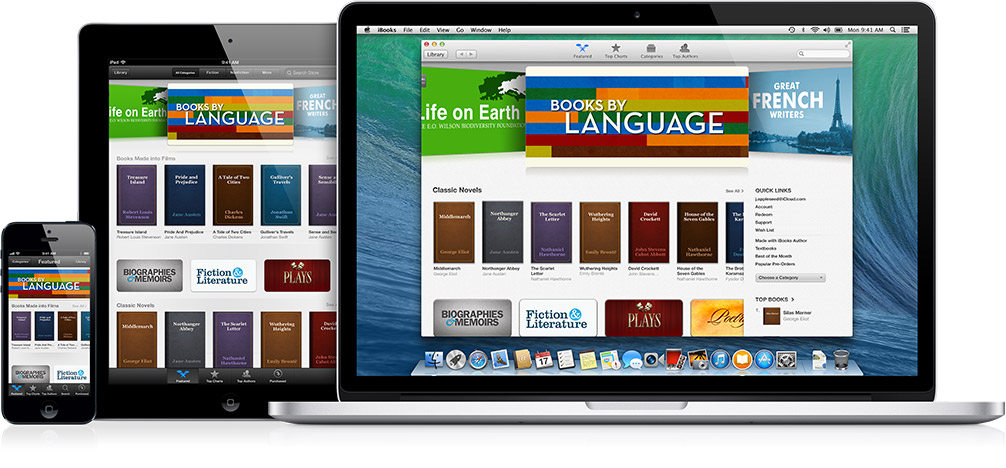 iBooks File Edit View Go Window Help
Mon 9:41 AM
Library
Featured Top Charts Categories Top Authors
Life on Earth
E.O. WILSON BIODIVERSITY FOUNDATION
BOOKS BY
LANGUAGE
GREAT
FRENCH
WRITERS
Classic Novels
See All >
Middlemarch
George Eliot
Northanger
Abbey
Jane Austen
The Scarlet
Letter
Nathaniel
Hawthorne
Wuthering
Heights
Emily Brontë
David
Crockett
John Stevens
Cabot Abbott
House of the
Seven Gables
Nathaniel
Hawthorne
Middlemarch
George Eliot
Northanger Abbey
Jane Austen
The Scarlet
Letter
Nathaniel Hawthorne
Wuthering Heights
Emily Brontë
David Crockett
John Stevens...
House of the
Seven Gables
The Brot
Karamaz
Fyodor D
BIOGRAPHIES
&MEMOIRS
Fiction&
Literature
PLAYS
Poetry
QUICK LINKS
j.appleseed@iCloud.com
Account
Redeem
Support
Wish List
Made with iBooks Author
Textbooks
Best of the Month
Popular Pre-Orders
Choose a Category
TOP BOOKS >
1.
Silas Marner
George Eliot
17
iPad
9:41 AM
Library
All Categories Fiction Nonfiction More
Search Store
Life on Earth
E.O. WILSON BIODIVERSITY FOUNDATION
BOOKS BY
LANGUAGE
GREAT
FRENCH
WRITERS
Books Made into Films
Treasure
Island
Robert Louis
Stevenson
Pride and
Prejudice
Jane Austen
A Tale of Two
Cities
Charles
Dickens
Gulliver's
Travels
Jonathan
Swift
Sense and
Sensib
Jane Au
Treasure Island
Robert Louis Stevenson
Pride And Prejudice
Jane Austen
A Tale of Two Cities
Charles Dickens
Gulliver's Travels
Jonathan Swift
Sense and
Jane Austen
BIOGRAPHIES
&MEMOIRS
Fiction&
Literature
PLAYS
Classic Novels
Middlemarch
George Eliot
Northanger
Abbey
Jane Austen
The Scarlet
Letter
Nathaniel
Hawthorne
Wuthering
Heights
Emily Brontë
Featured Top Charts Top Authors Purchased
9:41 AM
Categories Featured Library
BOOKS BY
LANGUAGE
Books Made into Films
See All >
BIOGRAPHIES
&MEMOIRS
Fiction&
Literature
Featured Top Charts Top Authors Search Purchased